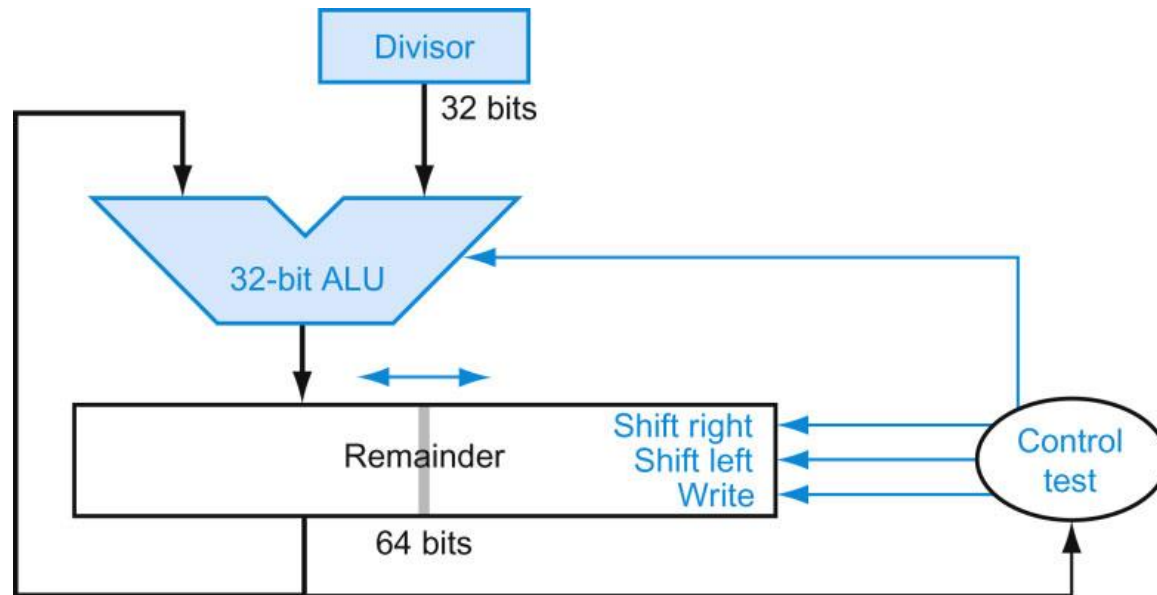 Divisor
32 bits
32-bit ALU
Remainder
Shift right
Shift left
Write
Control
test
64 bits